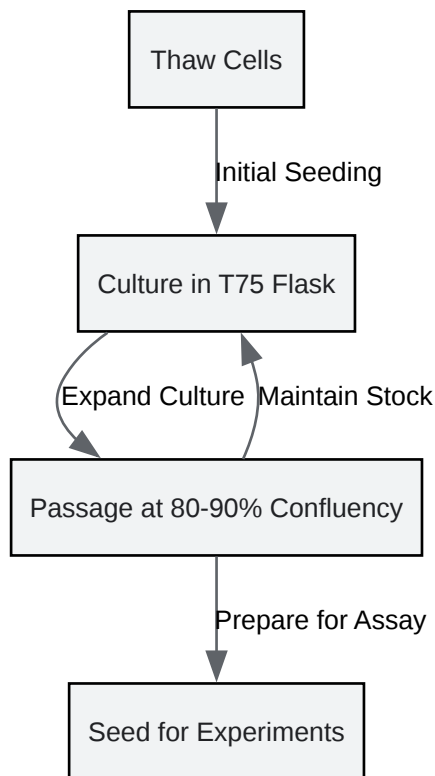 Thaw Cells
Initial Seeding
Culture in T75 Flask
Expand Culture
Maintain Stock
Passage at 80-90% Confluency
Prepare for Assay
Seed for Experiments